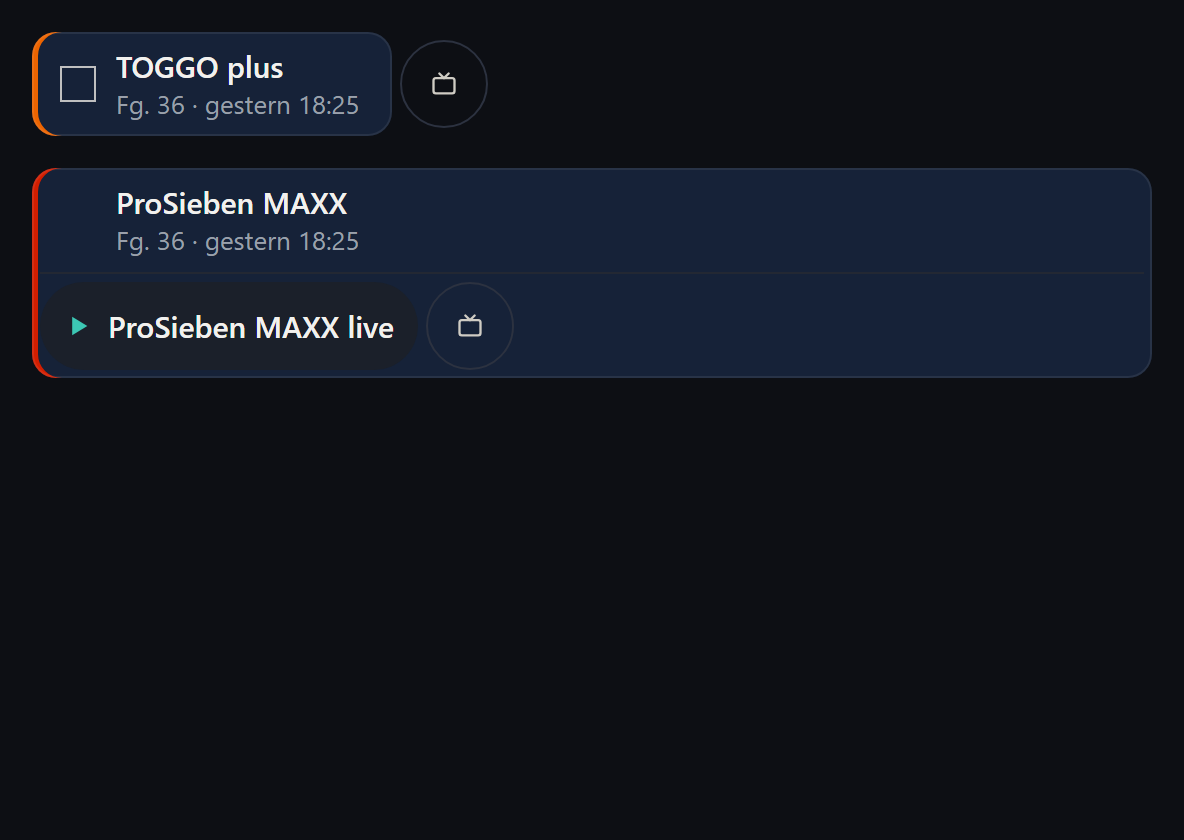 TOGGO plus
Fg. 36 · gestern 18:25
ProSieben MAXX
Fg. 36 · gestern 18:25
ProSieben MAXX live